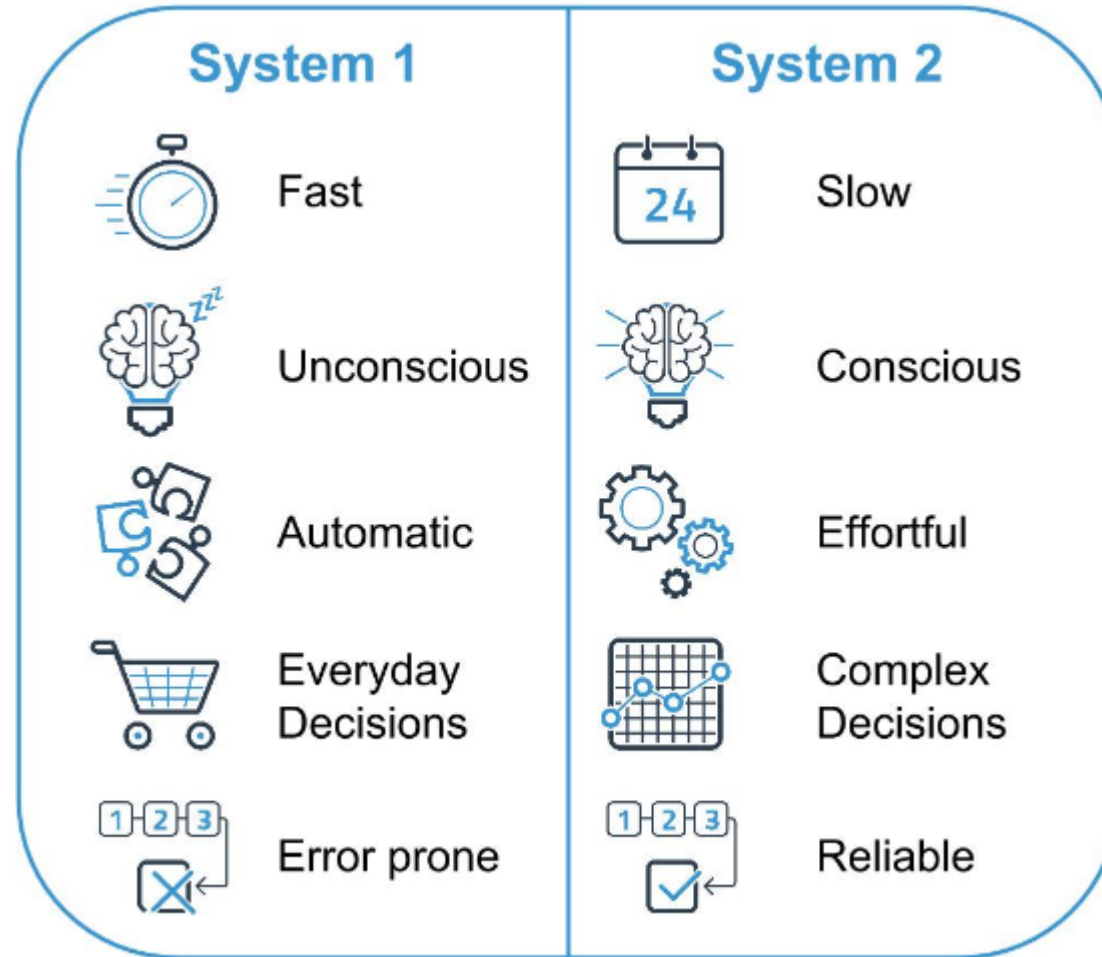 System 1
Fast
zzz
Unconscious
Automatic
Everyday
Decisions
1 2 3
Error prone
System 2
24
Slow
Conscious
Effortful
Complex
Decisions
1 2 3
Reliable